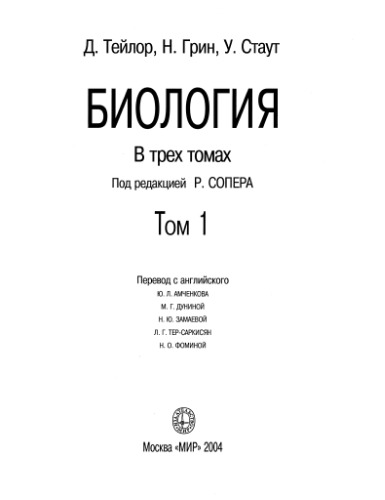 Д. Тейлор, Н. Грин, У. Стаут
БИОЛОГИЯ
В трех томах
Под редакцией Р. СОПЕРА
Том 1
Перевод с английского
Ю. Л. АМЧЕНКОВА
М. Г. ДУНИНОЙ
Н. Ю. ЗАМАЕВОЙ
Л. Г. ТЕР-САРКИСЯН
Н. О. ФОМИНОЙ
Москва «МИР» 2004